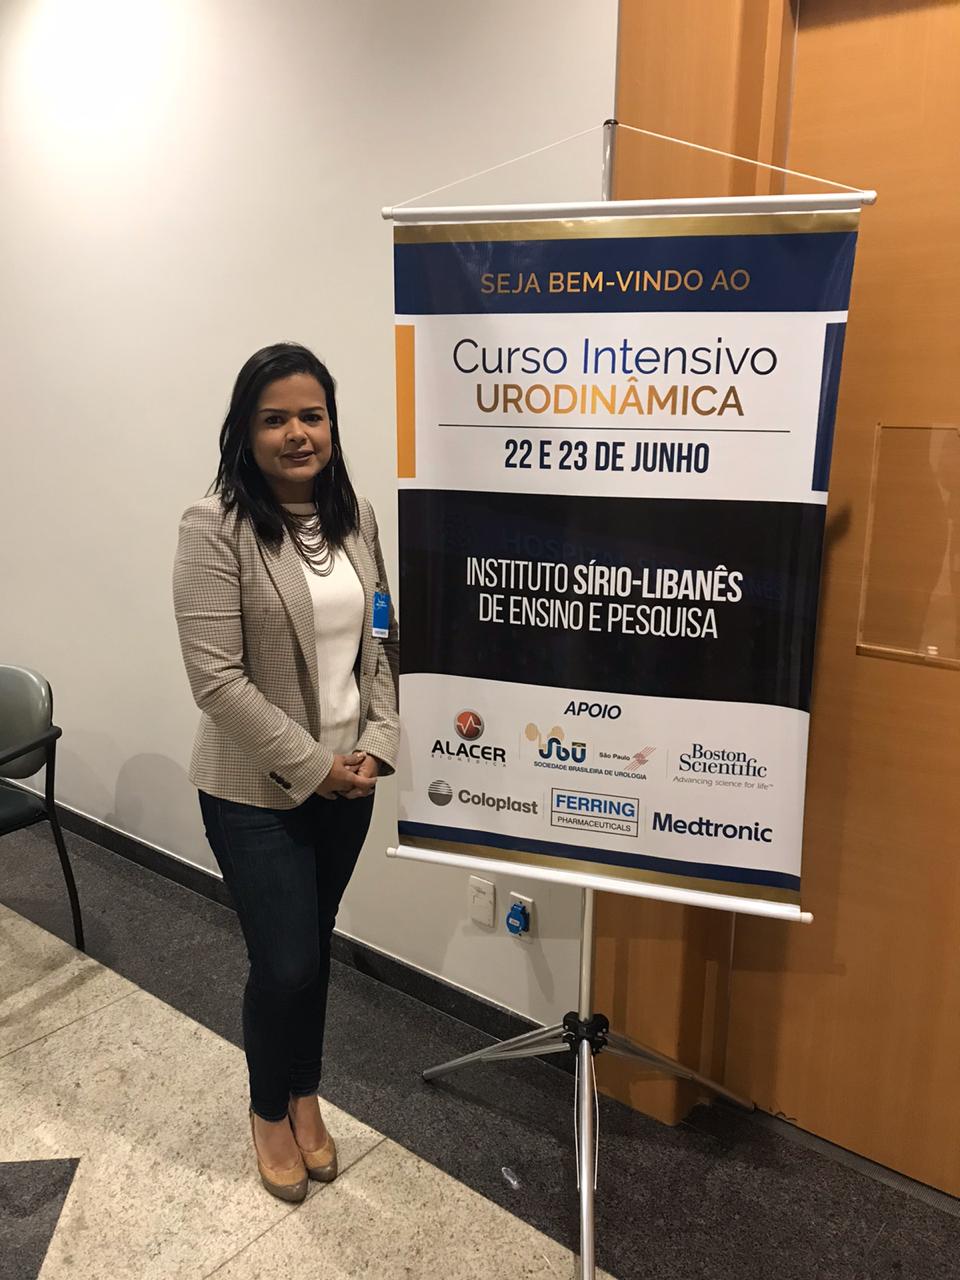 SEJA BEM-VINDO AO
Curso Intensivo
URODINÂMICA
22 E 23 DE JUNHO
INSTITUTO SÍRIO-LIBANÊS
DE ENSINO E PESQUISA
APOIO
ALACER
BIOMÉDICA
SBU
SOCIEDADE BRASILEIRA DE UROLOGIA
São Paulo
Boston
Scientific
Advancing science for life™
Coloplast
FERRING
PHARMACEUTICALS
Medtronic